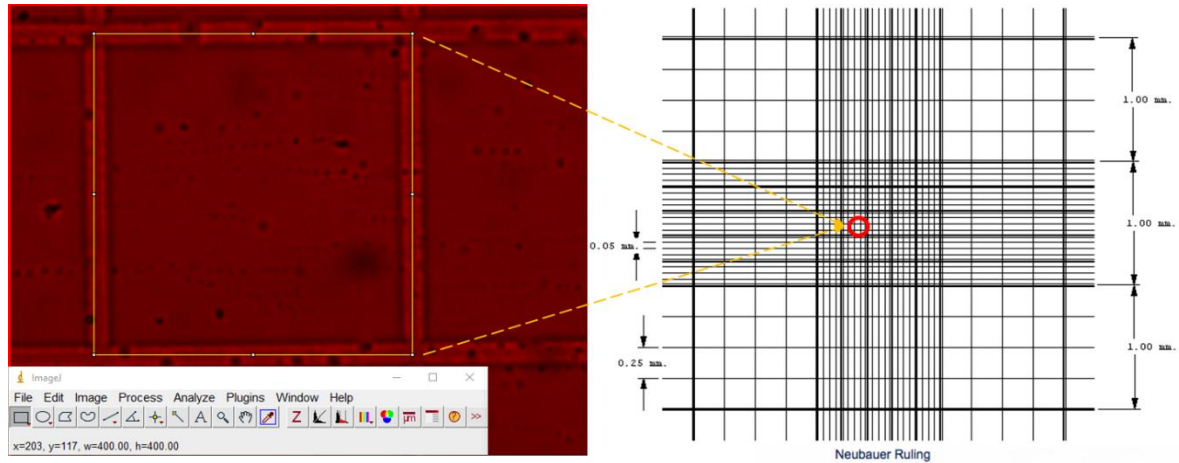 ImageJ
File Edit Image Process Analyze Plugins Window Help
A
Z
µm
?
>>
x=203, y=117, w=400.00, h=400.00
1.00 mm.
1.00 mm.
0.05 mm.
0.25 mm.
1.00 mm.
Neubauer Ruling